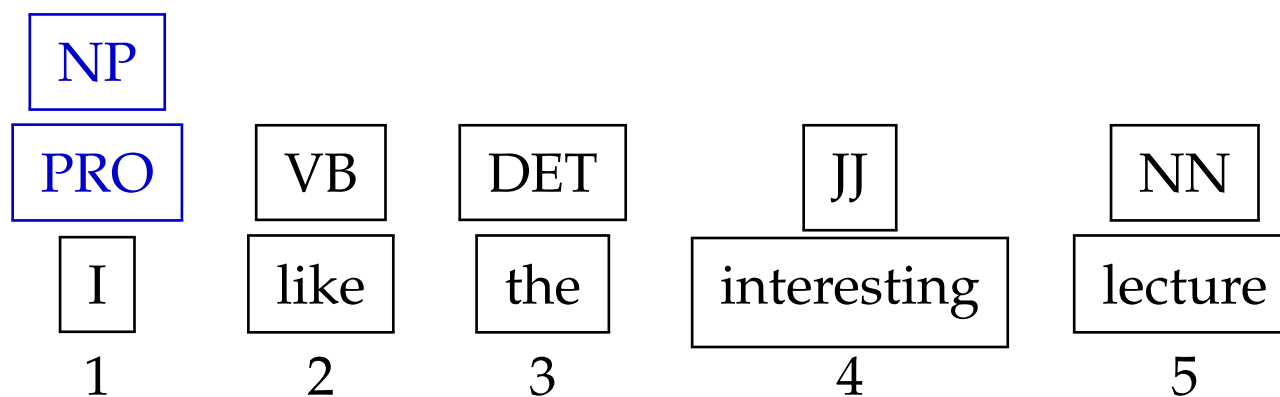 NP
PRO VB DET JJ NN
I like the interesting lecture
1 2 3 4 5